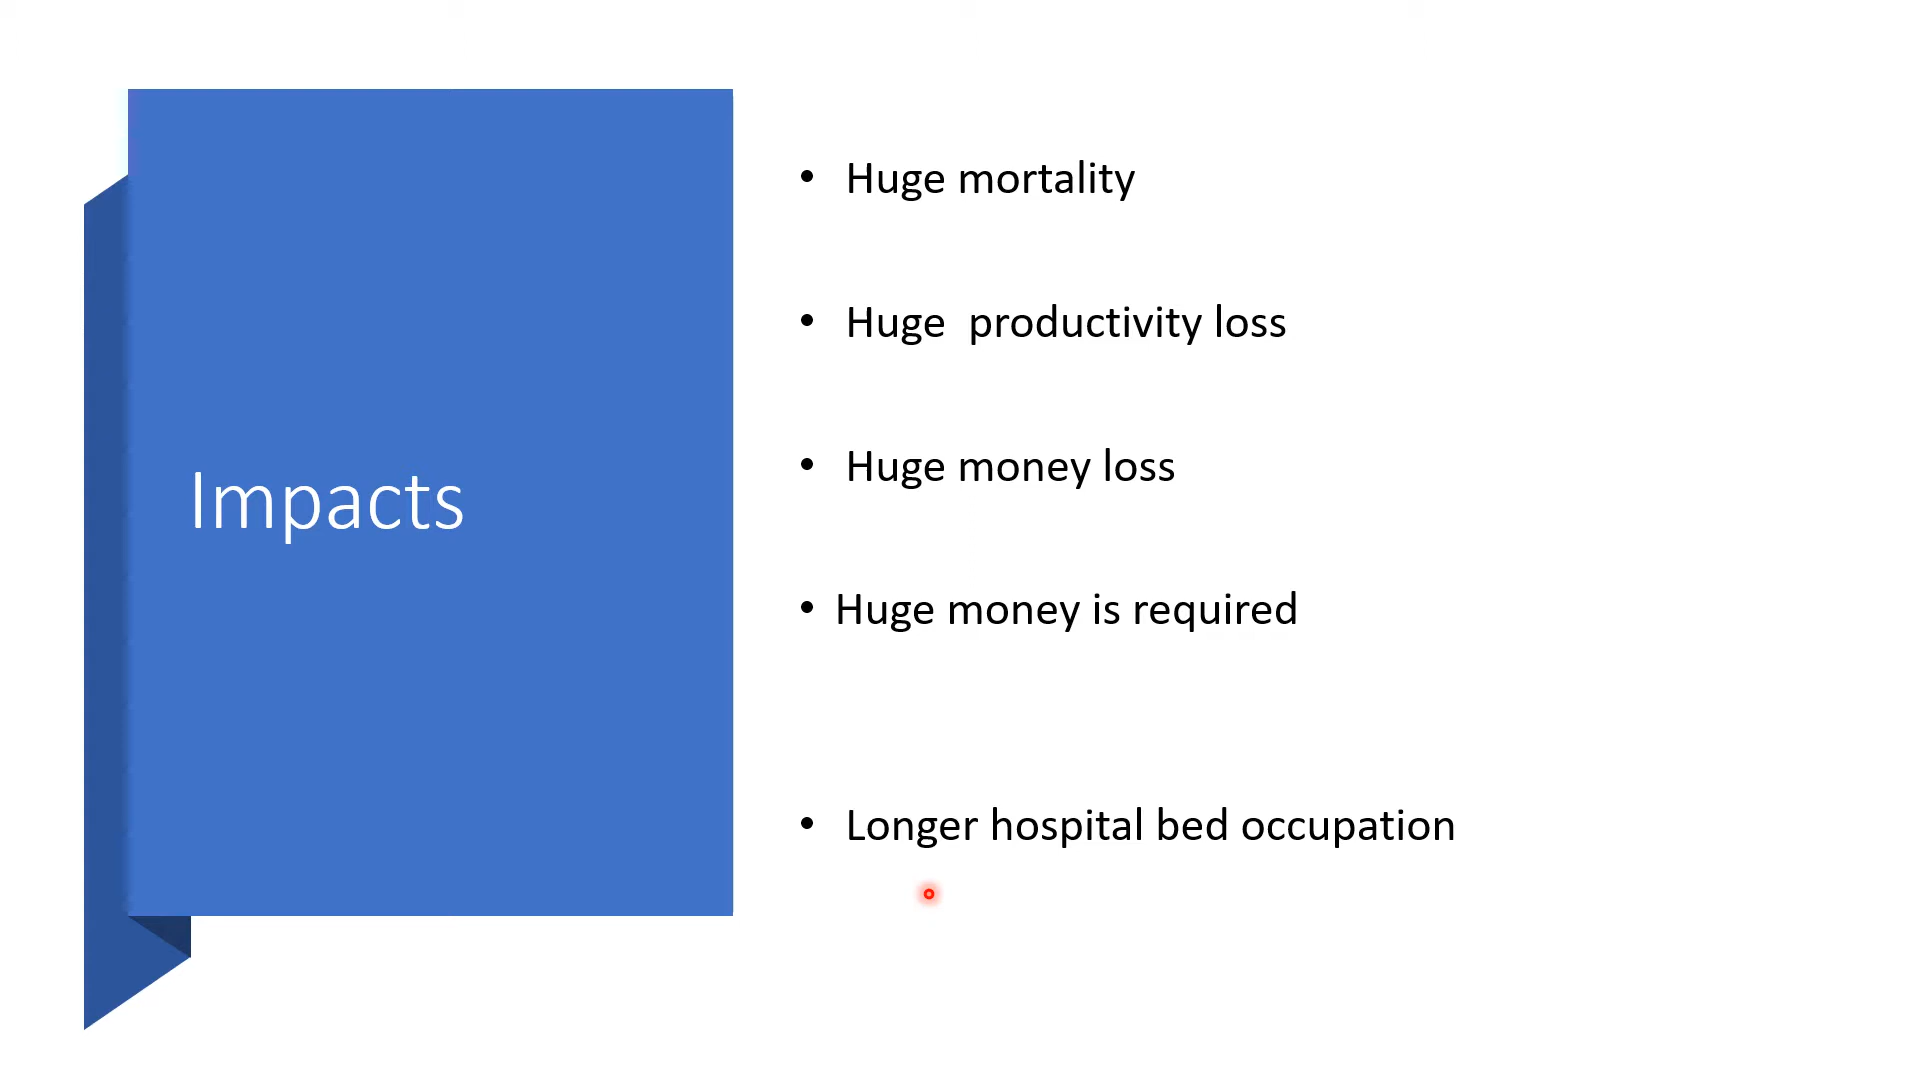 Impacts
• Huge mortality
• Huge  productivity loss
• Huge money loss
• Huge money is required
• Longer hospital bed occupation